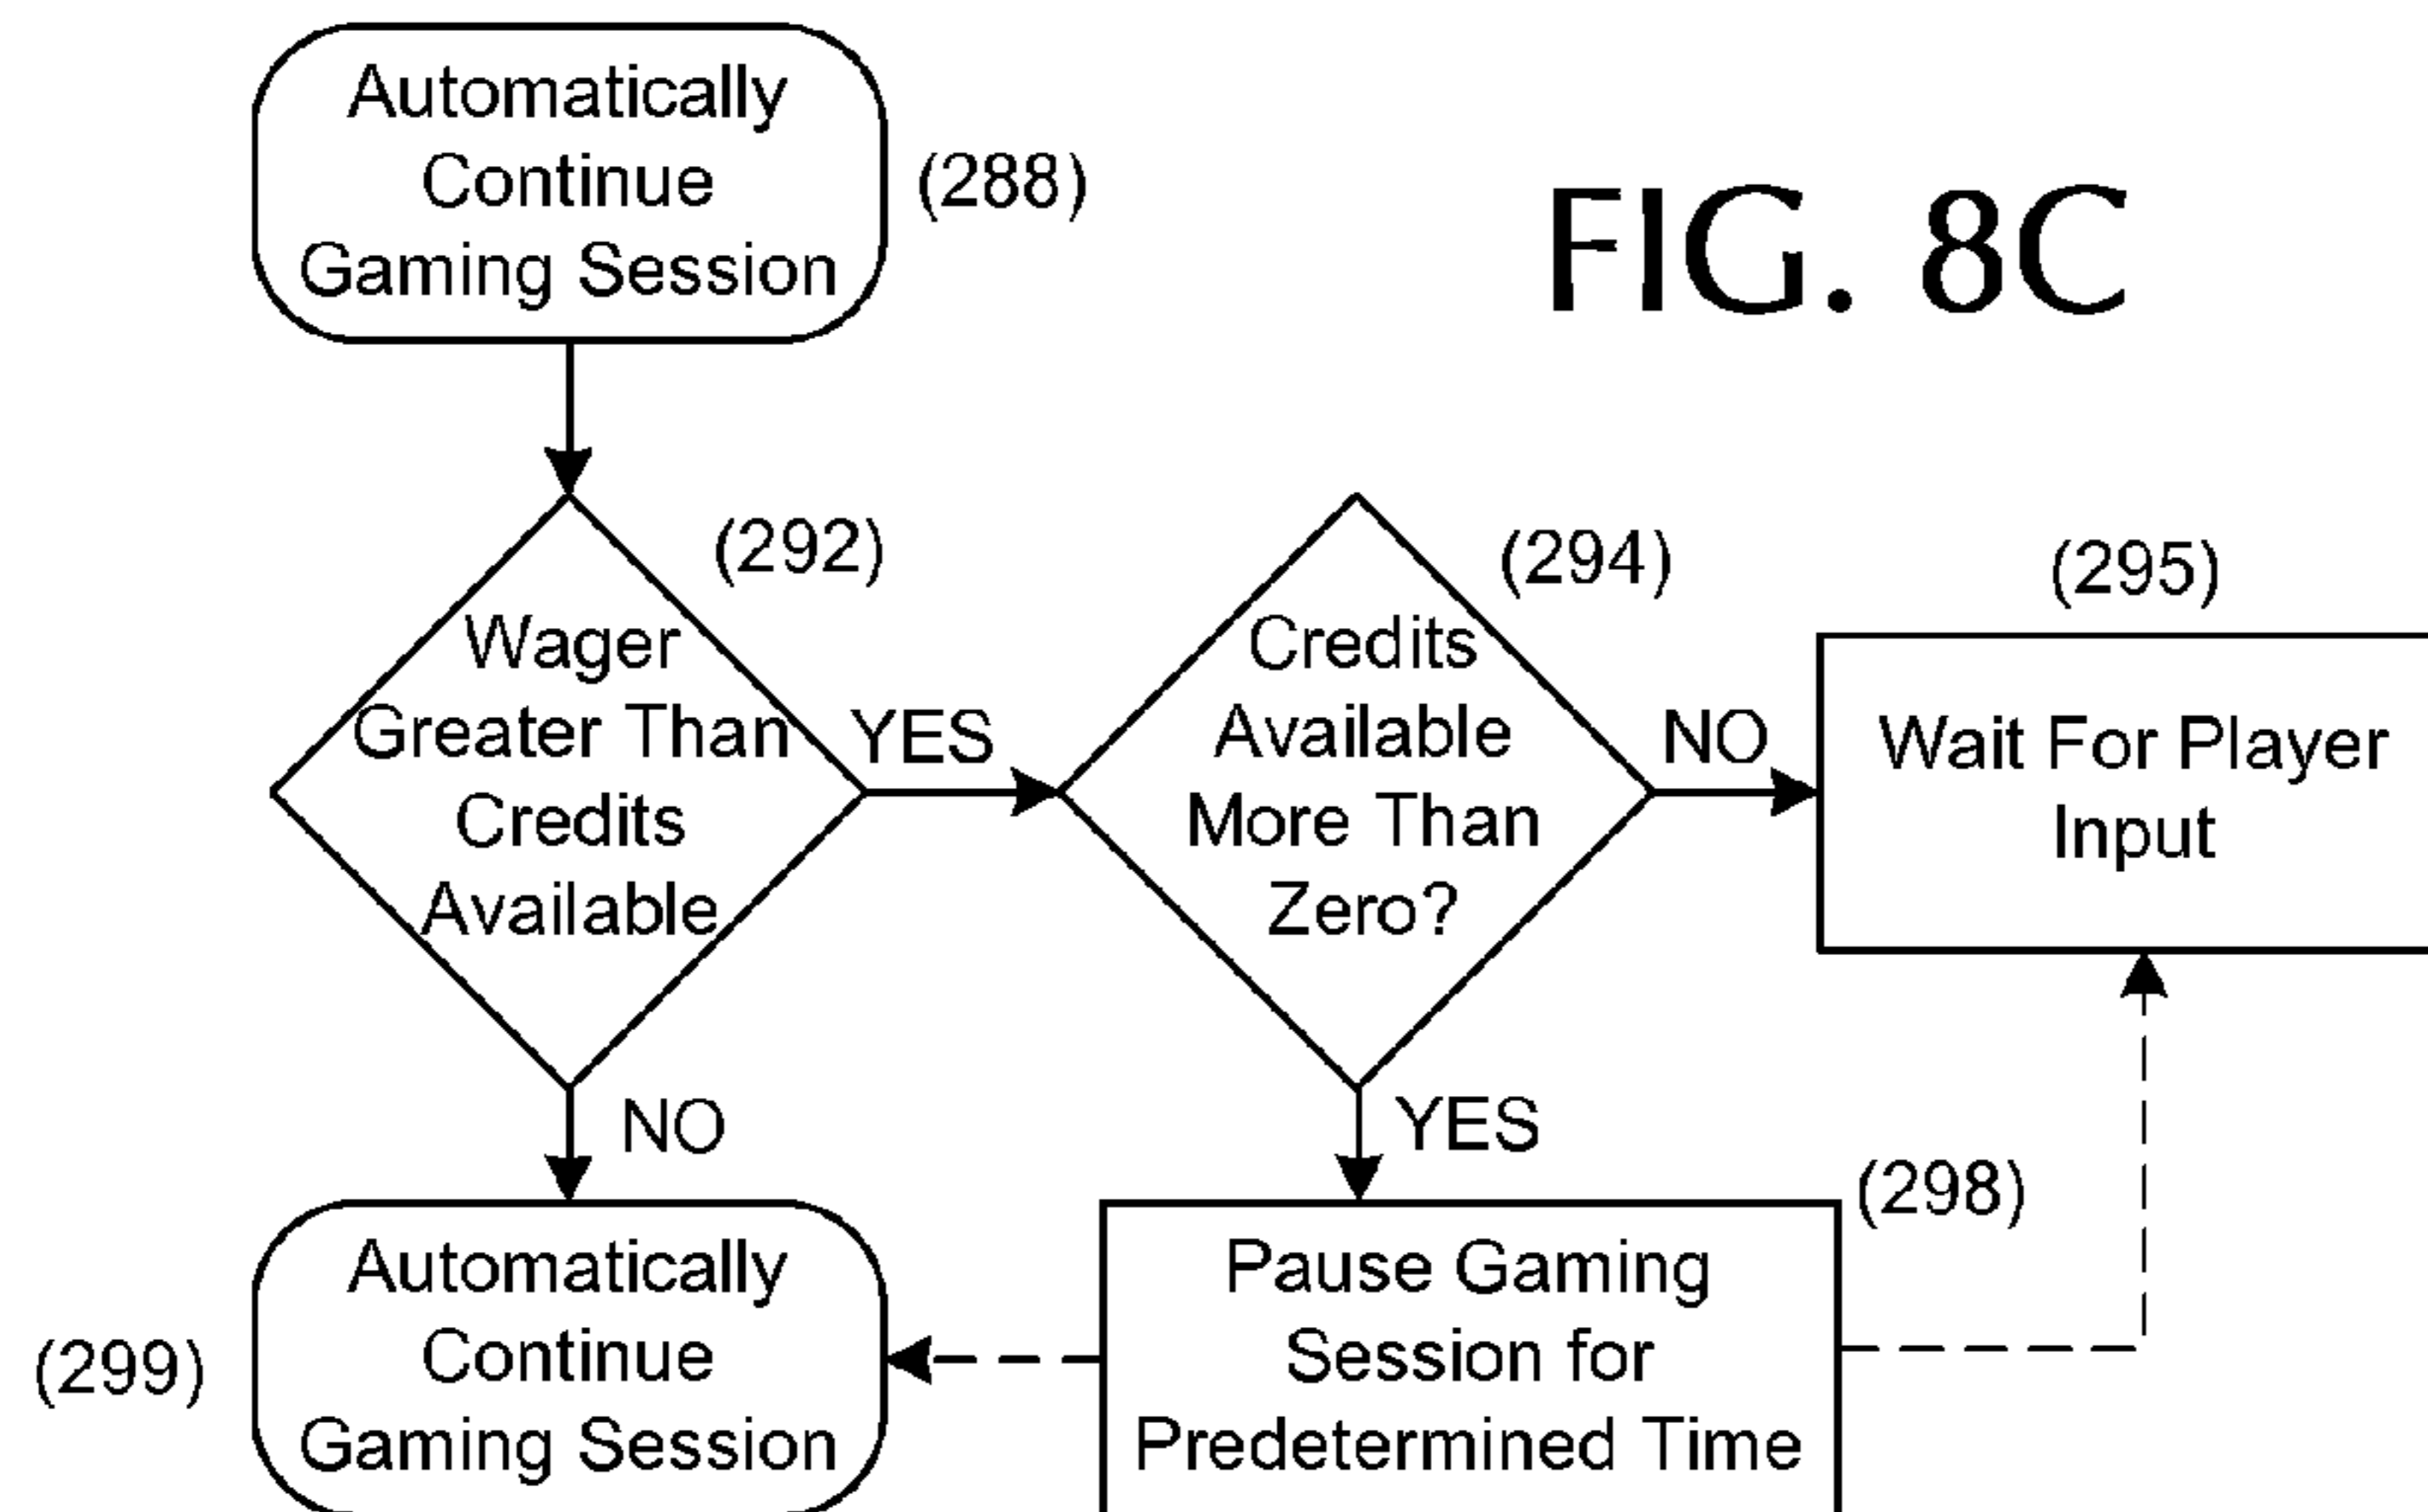 Automatically
Continue
Gaming Session
(288)
FIG. 8C
(292)
Wager
Greater Than
Credits
Available
YES
(294)
Credits
Available
More Than
Zero?
NO
(295)
Wait For Player
Input
NO
YES
(298)
Automatically
Continue
Gaming Session
(299)
Pause Gaming
Session for
Predetermined Time